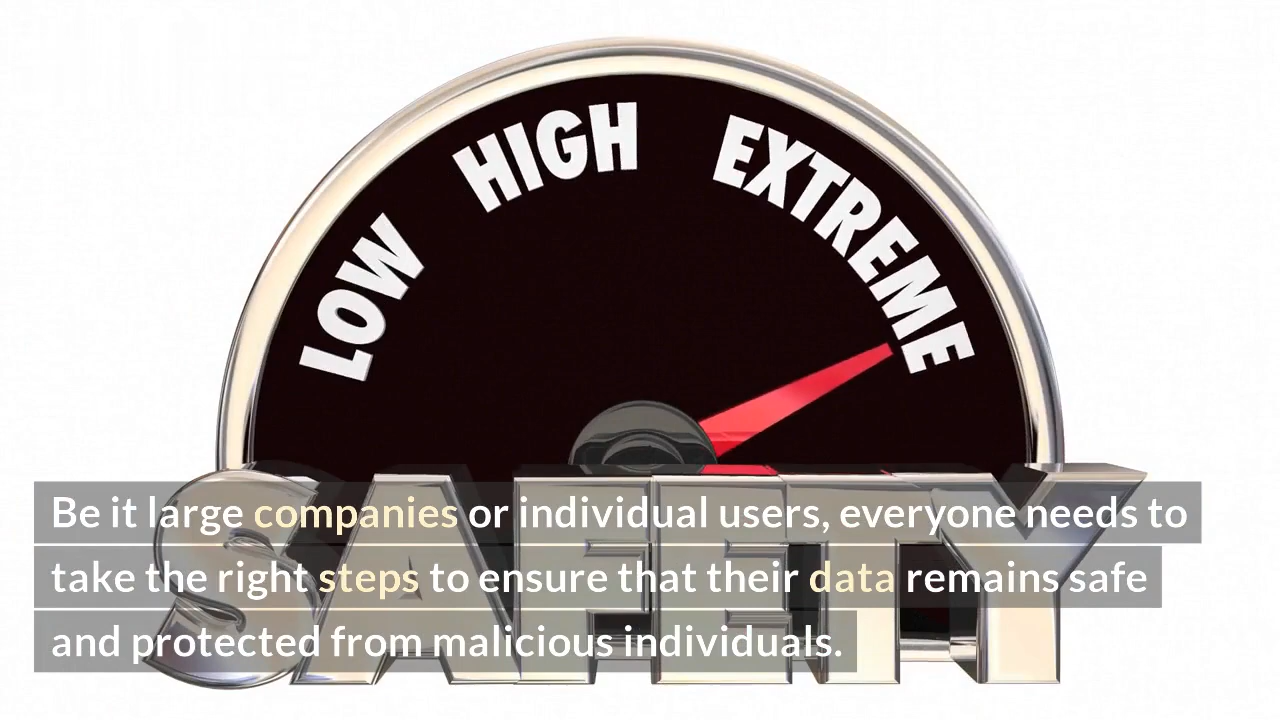 LOW HIGH EXTREME
SAFETY
Be it large companies or individual users, everyone needs to
take the right steps to ensure that their data remains safe
and protected from malicious individuals.